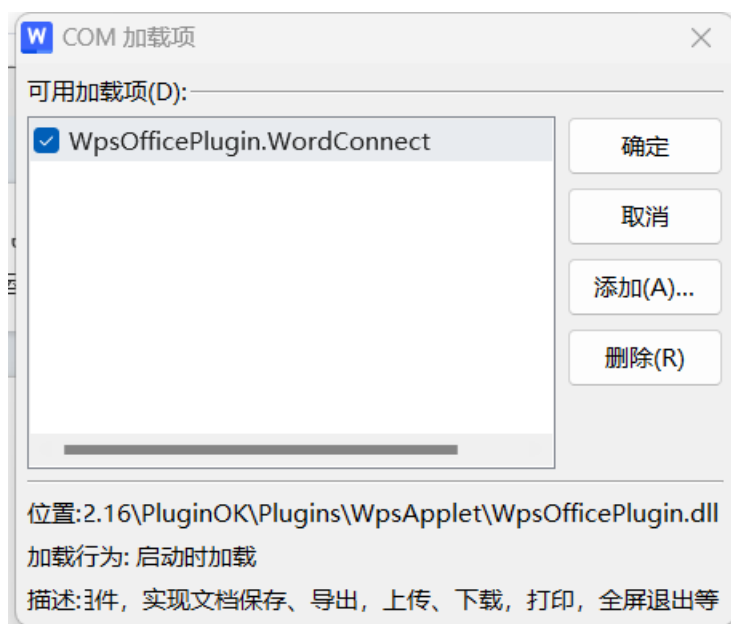 W COM 加载项
可用加载项(D):
WpsOfficePlugin.WordConnect
确定
取消
添加(A)...
删除(R)
位置:2.16\PluginOK\Plugins\WpsApplet\WpsOfficePlugin.dll
加载行为: 启动时加载
描述:件，实现文档保存、导出，上传、下载，打印，全屏退出等